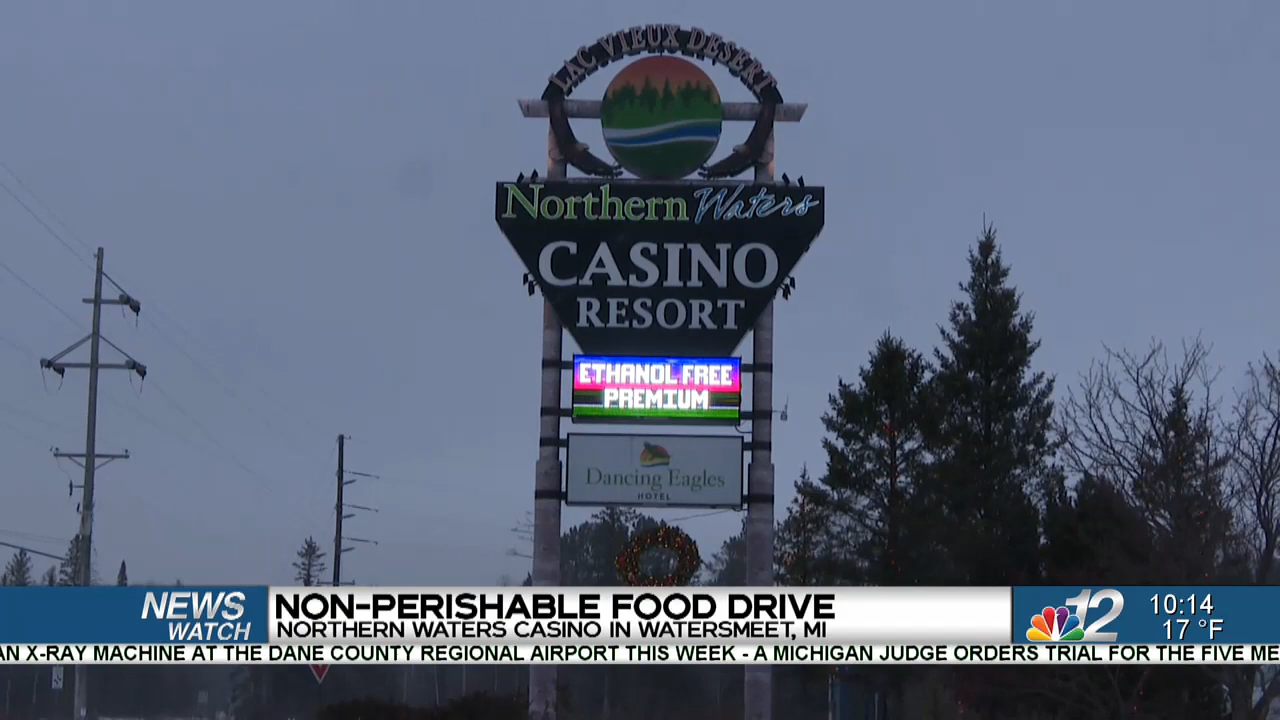 LAC VIEUX DESERT
Northern Waters
CASINO
RESORT
ETHANOL FREE
PREMIUM
Dancing Eagles
HOTEL
NEWS
WATCH
NON-PERISHABLE FOOD DRIVE
NORTHERN WATERS CASINO IN WATERSMEET, MI
12
10:14
17 °F
AN X-RAY MACHINE AT THE DANE COUNTY REGIONAL AIRPORT THIS WEEK - A MICHIGAN JUDGE ORDERS TRIAL FOR THE FIVE ME